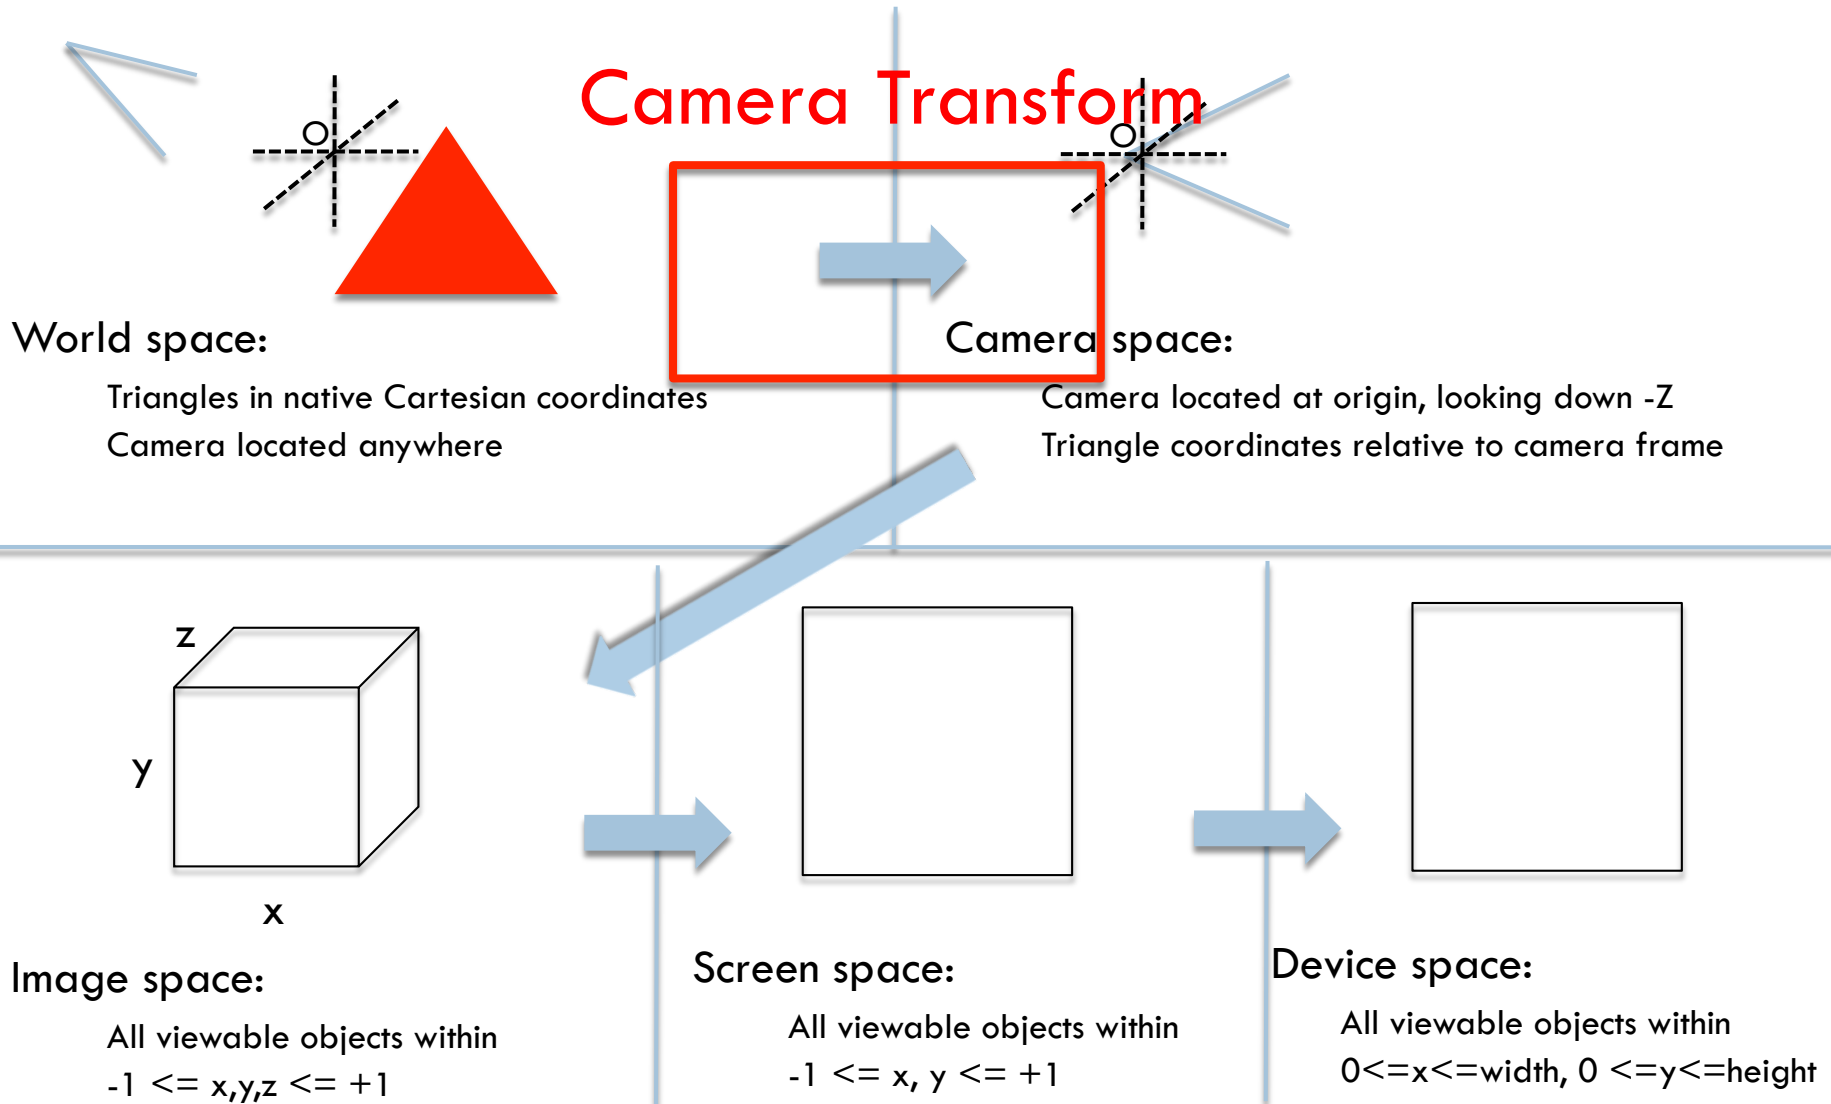 Camera Transform
O
O
World space:
Triangles in native Cartesian coordinates
Camera located anywhere
Camera space:
Camera located at origin, looking down -Z
Triangle coordinates relative to camera frame
z
y
x
Image space:
All viewable objects within
-1 <= x,y,z <= +1
Screen space:
All viewable objects within
-1 <= x, y <= +1
Device space:
All viewable objects within
0<=x<=width, 0 <=y<=height